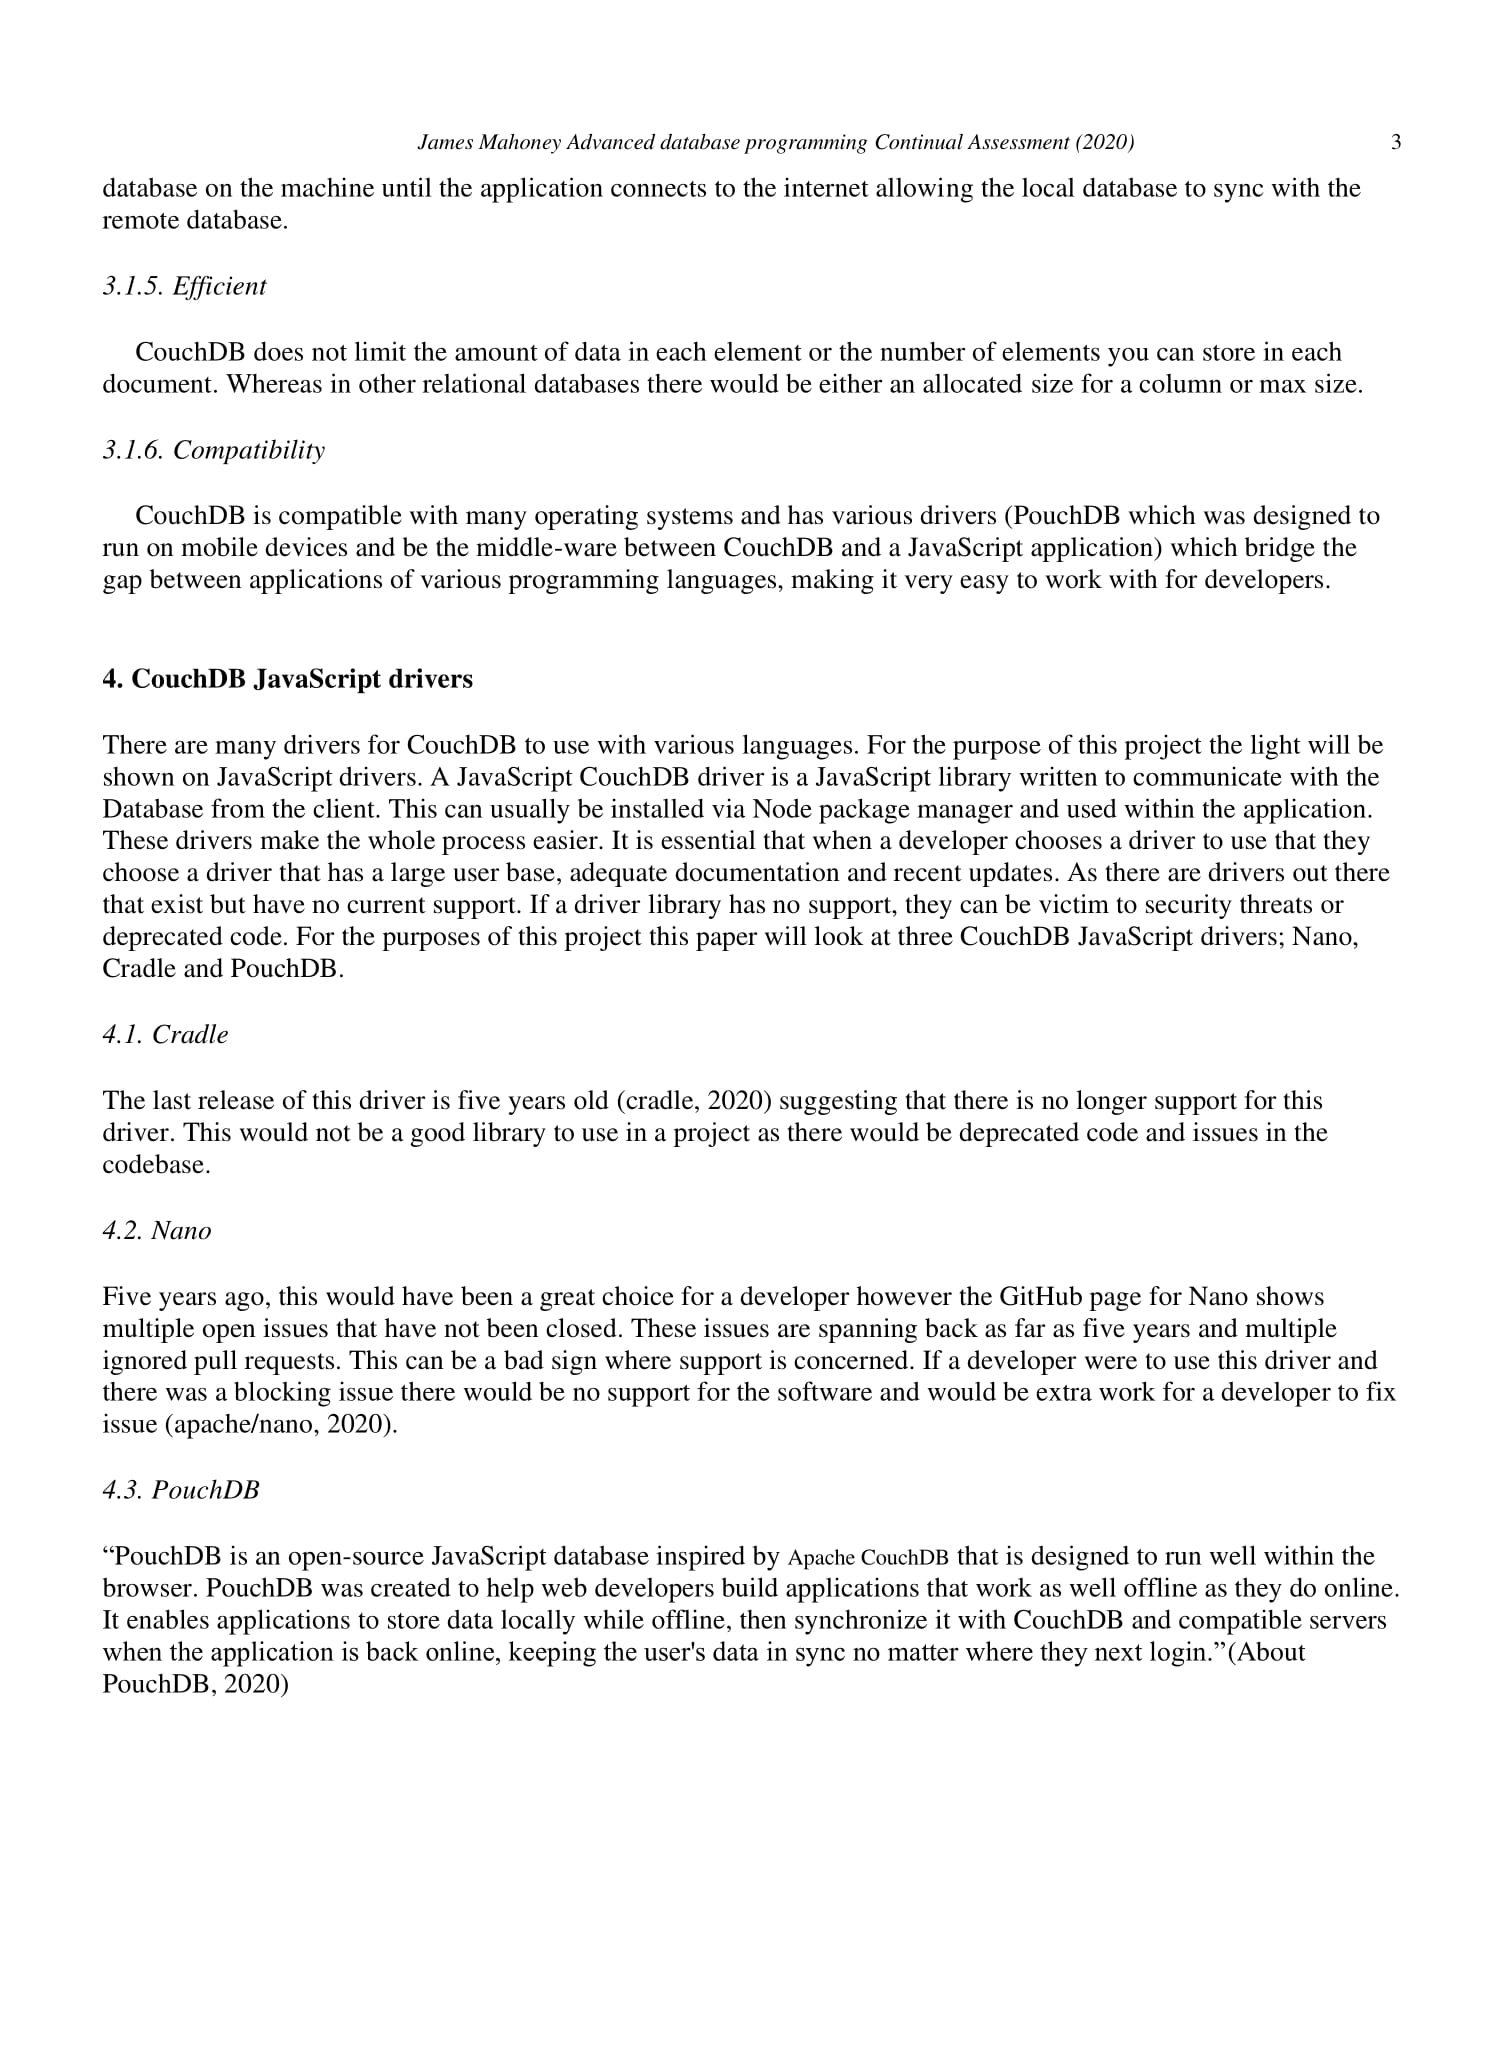 James Mahoney Advanced database programming Continual Assessment (2020) 3
database on the machine until the application connects to the internet allowing the local database to sync with the
remote database.
3.1.5. Efficient
CouchDB does not limit the amount of data in each element or the number of elements you can store in each
document. Whereas in other relational databases there would be either an allocated size for a column or max size.
3.1.6. Compatibility
CouchDB is compatible with many operating systems and has various drivers (PouchDB which was designed to
run on mobile devices and be the middle-ware between CouchDB and a JavaScript application) which bridge the
gap between applications of various programming languages, making it very easy to work with for developers.
4. CouchDB JavaScript drivers
There are many drivers for CouchDB to use with various languages. For the purpose of this project the light will be
shown on JavaScript drivers. A JavaScript CouchDB driver is a JavaScript library written to communicate with the
Database from the client. This can usually be installed via Node package manager and used within the application.
These drivers make the whole process easier. It is essential that when a developer chooses a driver to use that they
choose a driver that has a large user base, adequate documentation and recent updates. As there are drivers out there
that exist but have no current support. If a driver library has no support, they can be victim to security threats or
deprecated code. For the purposes of this project this paper will look at three CouchDB JavaScript drivers; Nano,
Cradle and PouchDB.
4.1. Cradle
The last release of this driver is five years old (cradle, 2020) suggesting that there is no longer support for this
driver. This would not be a good library to use in a project as there would be deprecated code and issues in the
codebase.
4.2. Nano
Five years ago, this would have been a great choice for a developer however the GitHub page for Nano shows
multiple open issues that have not been closed. These issues are spanning back as far as five years and multiple
ignored pull requests. This can be a bad sign where support is concerned. If a developer were to use this driver and
there was a blocking issue there would be no support for the software and would be extra work for a developer to fix
issue (apache/nano, 2020).
4.3. PouchDB
“PouchDB is an open-source JavaScript database inspired by Apache CouchDB that is designed to run well within the
browser. PouchDB was created to help web developers build applications that work as well offline as they do online.
It enables applications to store data locally while offline, then synchronize it with CouchDB and compatible servers
when the application is back online, keeping the user's data in sync no matter where they next login.”(About
PouchDB, 2020)